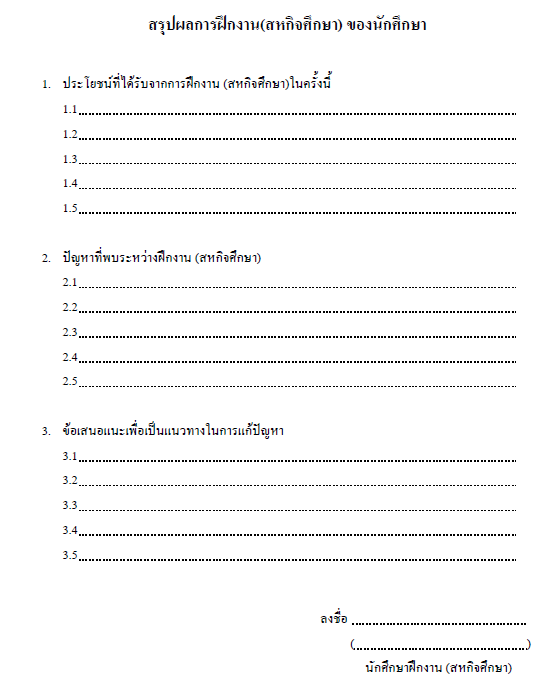 สรุปผลการฝึกงาน(สหกิจศึกษา) ของนักศึกษา
1. ประโยชน์ที่ได้รับจากการฝึกงาน (สหกิจศึกษา)ในครั้งนี้
1.1
1.2
1.3
1.4
1.5
2. ปัญหาที่พบระหว่างฝึกงาน (สหกิจศึกษา)
2.1
2.2
2.3
2.4
2.5
3. ข้อเสนอแนะเพื่อเป็นแนวทางในการแก้ปัญหา
3.1
3.2
3.3
3.4
3.5
ลงชื่อ ............................................
(............................................)
นักศึกษาฝึกงาน (สหกิจศึกษา)